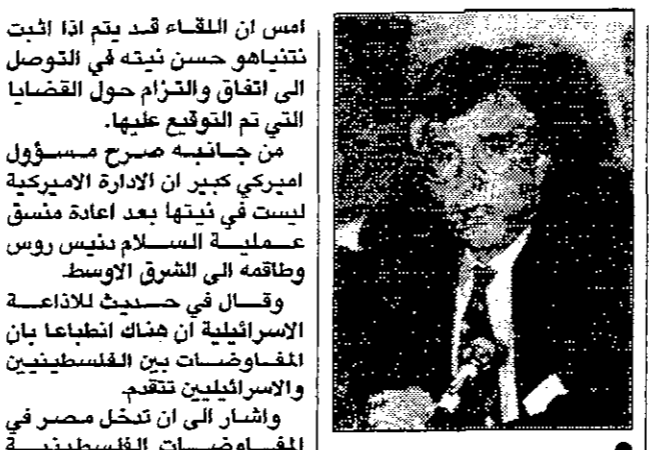 امس ان اللقاء قد يتم اذا اثبت
نتنياهو حسن نيته في التوصل
الى اتفاق والتزام حول القضايا
التي تم التوقيع عليها.
من جانبه صرح مسؤول
اميركي كبير ان الادارة الاميركية
ليست في نيتها بعد اعادة منسق
عملية السلام دنيس روس
وطاقمه الى الشرق الاوسط.
وقال في حديث للاذاعة
الاسرائيلية ان هناك انطباعا بان
المفاوضات بين الفلسطينيين
والاسرائيليين تتقدم.
واشار الى ان تدخل مصر في
المفاوضات الفلسطينية